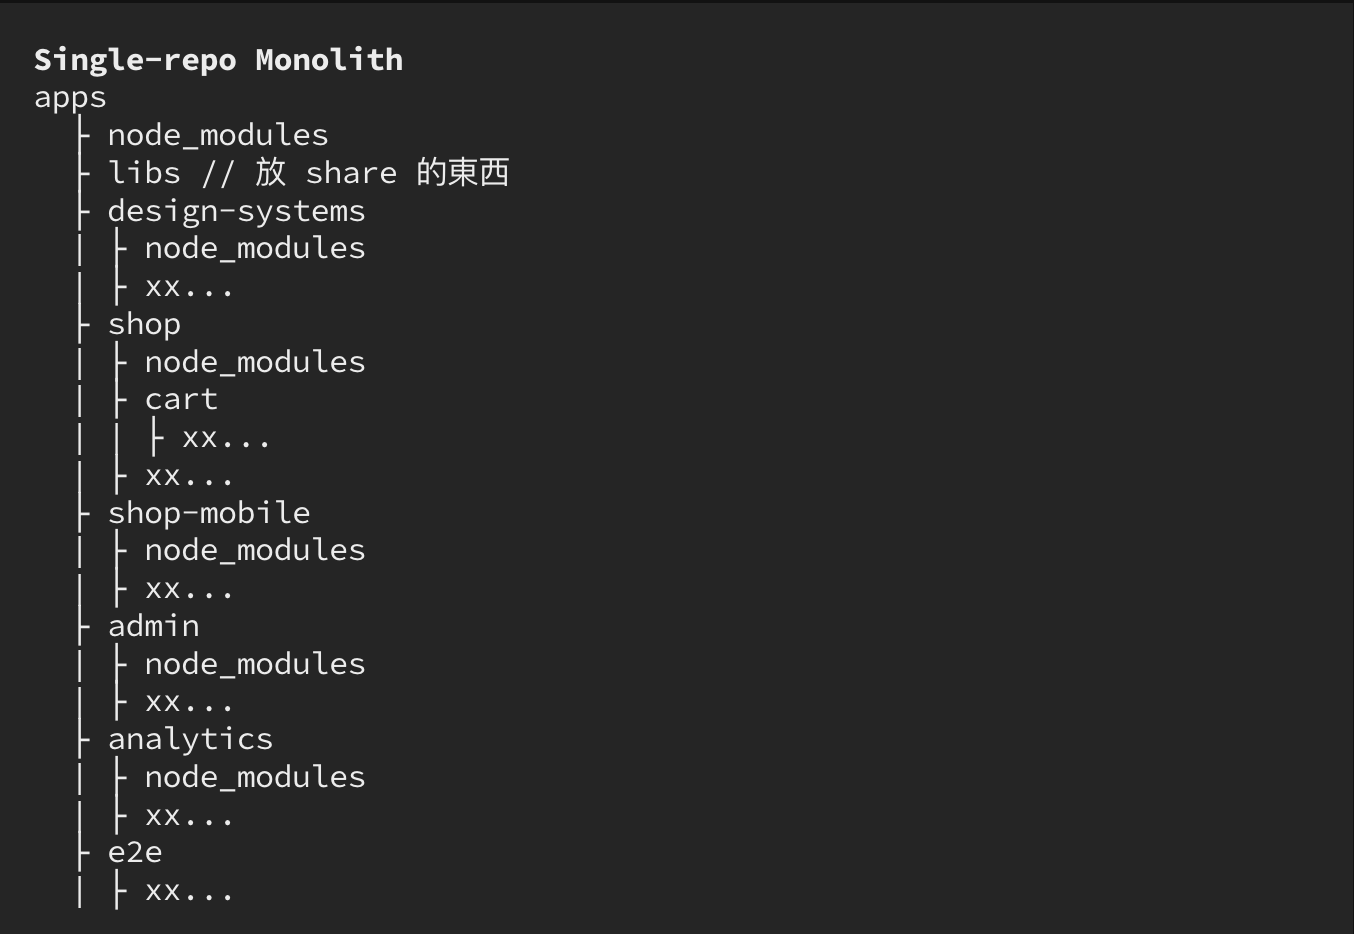 Single-repo Monolith
apps
  ├ node_modules
  ├ libs // 放 share 的東西
  ├ design-systems
  | ├ node_modules
  | ├ xx...
  ├ shop
  | ├ node_modules
  | ├ cart
  | | ├ xx...
  | ├ xx...
  ├ shop-mobile
  | ├ node_modules
  | ├ xx...
  ├ admin
  | ├ node_modules
  | ├ xx...
  ├ analytics
  | ├ node_modules
  | ├ xx...
  ├ e2e
  | ├ xx...